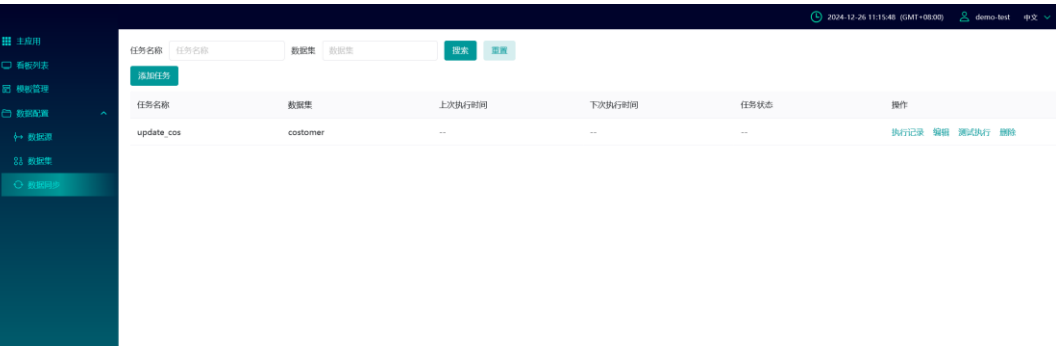 2024-12-26 11:15:48 (GMT+08:00) demo-test 中文
主应用
看板列表
模板管理
数据配置
数据源
数据集
数据同步
任务名称 任务名称 数据集 数据集 搜索 重置
添加任务
任务名称 数据集 上次执行时间 下次执行时间 任务状态 操作
update_cos costomer -- -- -- 执行记录 编辑 测试执行 删除